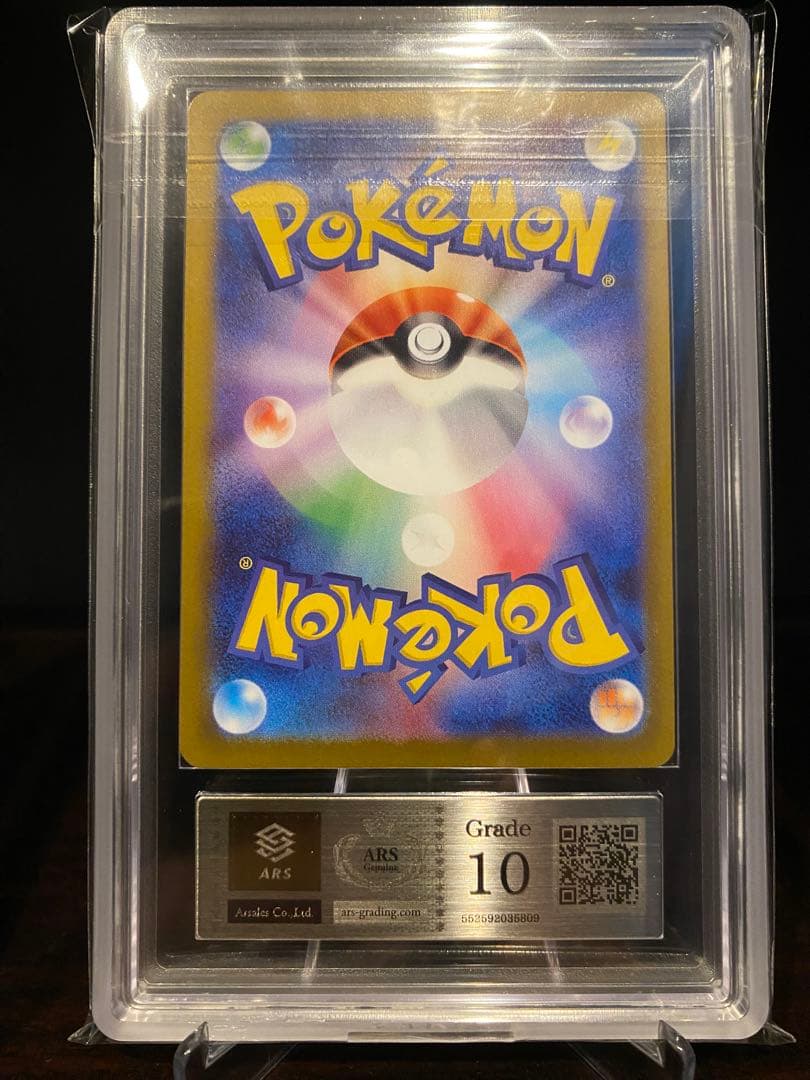 POKéMON
®
®
POKéMON
ARS
Arsales Co.,Ltd.
ARS
Genuine
ars-grading.com
Grade
10
552592035809